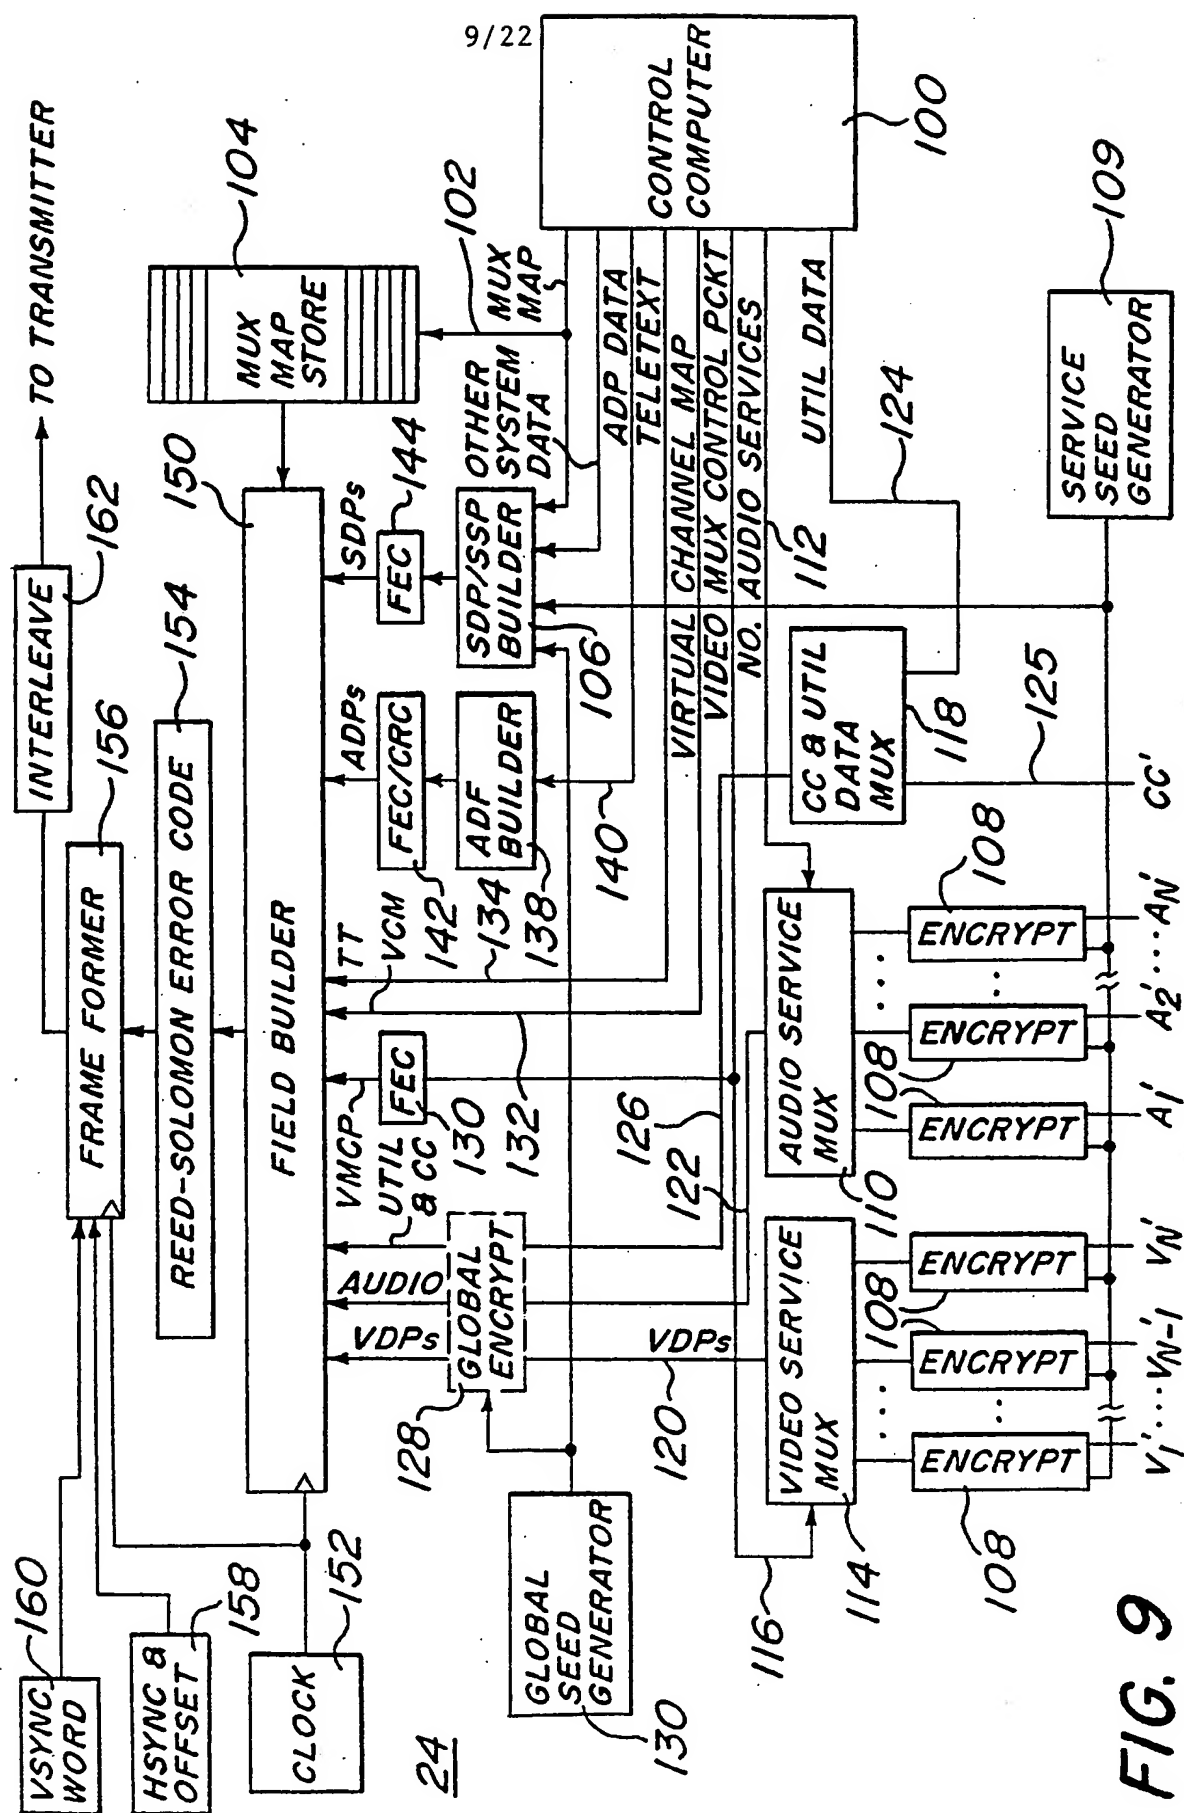 9/22
TO TRANSMITTER
INTERLEAVE
162
FRAME FORMER
156
REED-SOLOMON ERROR CODE
154
VSYNC
WORD
160
HSYNC &
OFFSET
158
CLOCK
152
24
FIELD BUILDER
150
MUX
MAP
STORE
104
102
MUX
MAP
CONTROL
COMPUTER
100
SDPs
FEC
144
SDP/SSP
BUILDER
106
OTHER
SYSTEM
DATA
ADP DATA
TELETEXT
VIRTUAL CHANNEL MAP
VIDEO MUX CONTROL PCKT
NO. AUDIO SERVICES
UTIL DATA
ADPs
FEC/CRC
142
ADF
BUILDER
138
140
TT
134
VCM
132
VMCP
FEC
130
UTIL
& CC
AUDIO
VDPs
GLOBAL
ENCRYPT
128
GLOBAL
SEED
GENERATOR
130
VDPs
120
122
126
112
124
CC & UTIL
DATA
MUX
118
125
CC'
SERVICE
SEED
GENERATOR
109
AUDIO SERVICE
MUX
110
VIDEO SERVICE
MUX
114
116
ENCRYPT
108
ENCRYPT
ENCRYPT
108
ENCRYPT
ENCRYPT
108
ENCRYPT
108
V1'....VN-1' VN' A1' A2'....AN'
FIG. 9